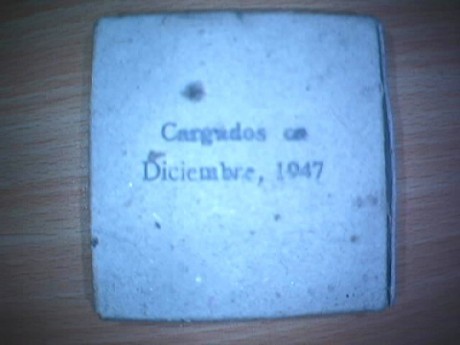 Cargados en
Diciembre, 1947